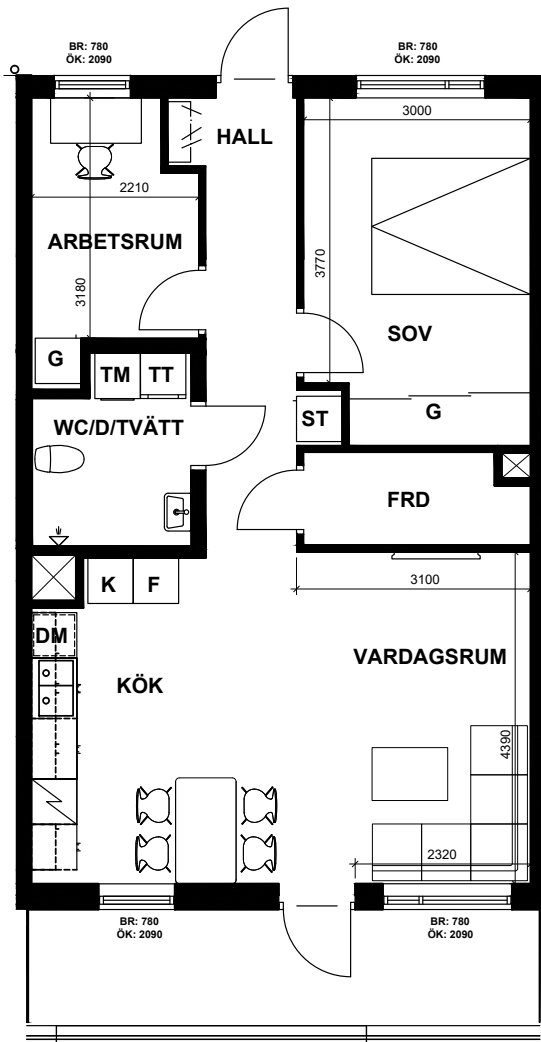 BR: 780
ÖK: 2090
BR: 780
ÖK: 2090
3000
HALL
2210
ARBETSRUM
3770
3180
SOV
G
TM
TT
G
ST
WC/D/TVÄTT
FRD
K
F
3100
DM
VARDAGSRUM
KÖK
4390
2320
BR: 780
ÖK: 2090
BR: 780
ÖK: 2090